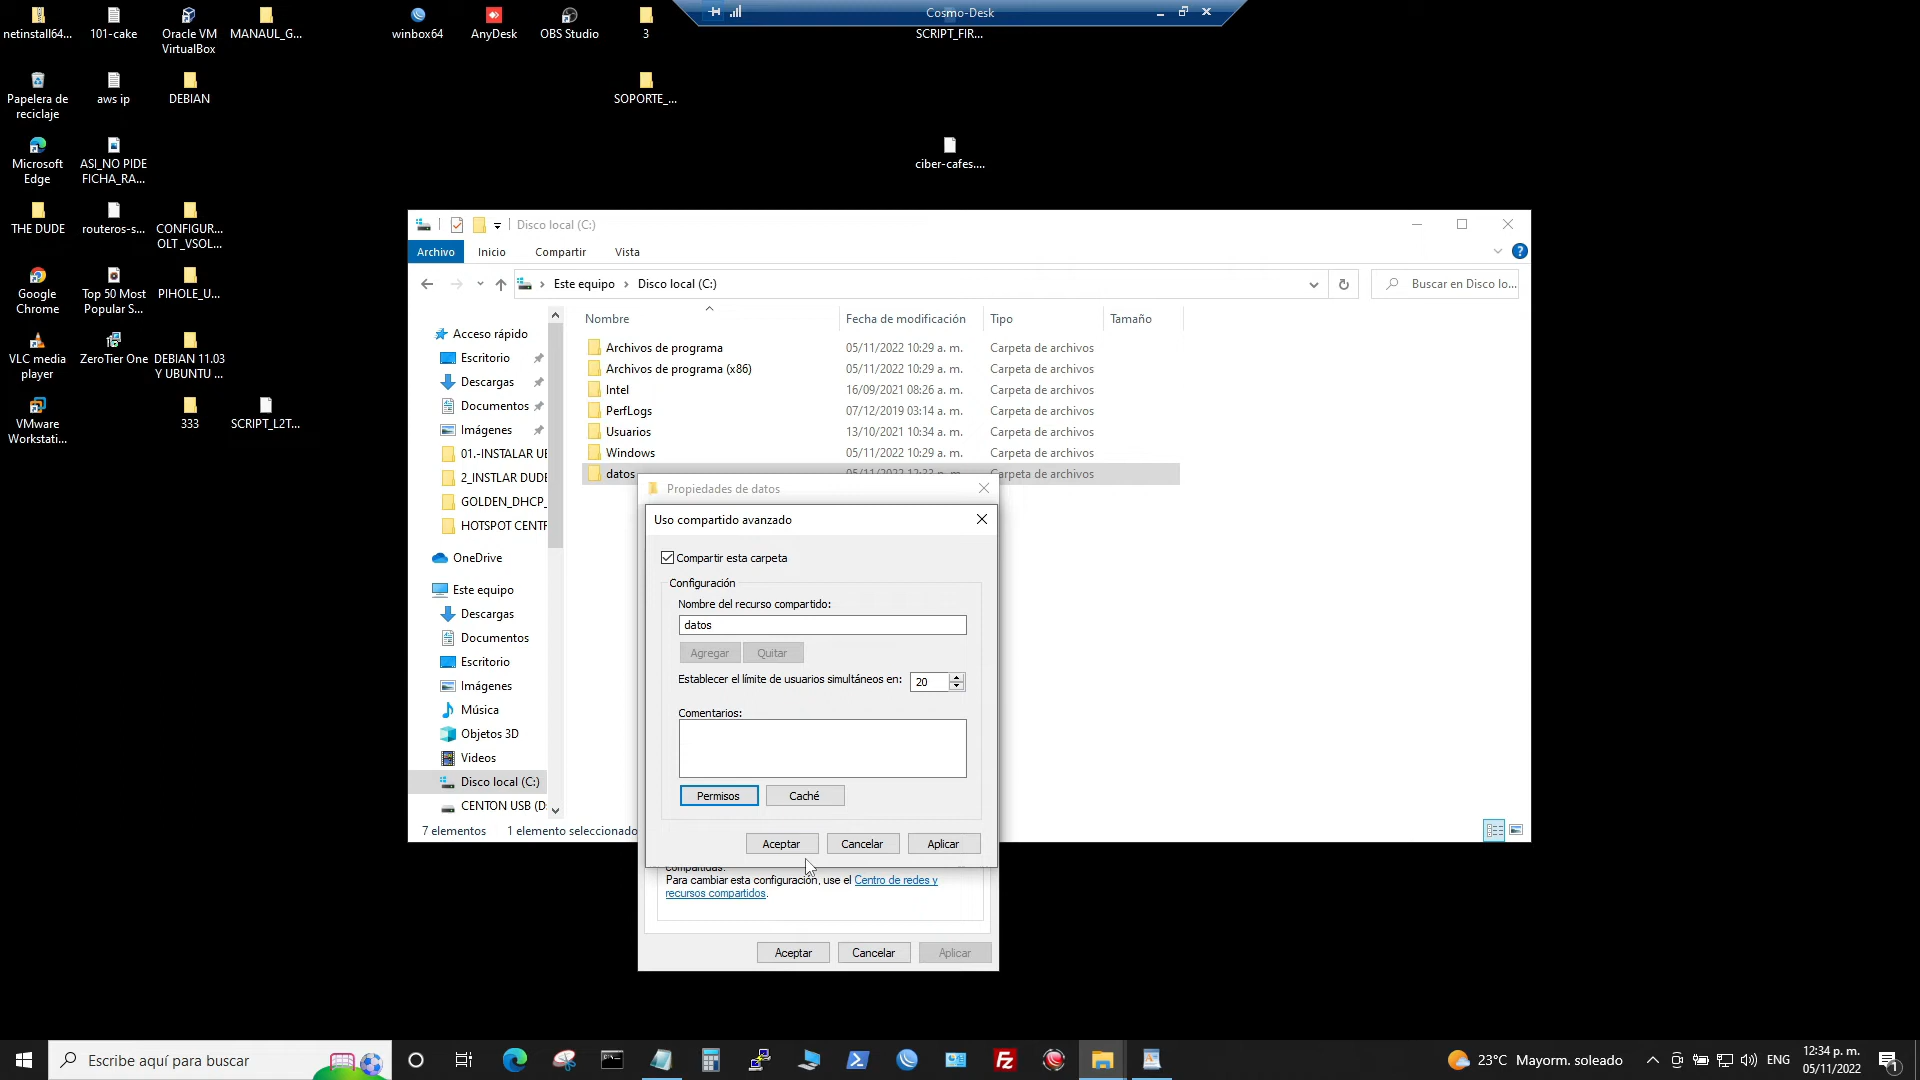 Cosmo-Desk
netinstall64...
101-cake
Oracle VM
VirtualBox
MANAUL_G...
winbox64
AnyDesk
OBS Studio
3
SCRIPT_FIR...
Papelera de
reciclaje
aws ip
DEBIAN
SOPORTE_...
Microsoft
Edge
ASI_NO PIDE
FICHA_RA...
ciber-cafes....
THE DUDE
routeros-s...
CONFIGUR...
OLT _VSOL...
Google
Chrome
Top 50 Most
Popular S...
PIHOLE_U...
VLC media
player
ZeroTier One
DEBIAN 11.03
Y UBUNTU ...
VMware
Workstati...
333
SCRIPT_L2T...
Disco local (C:)
Archivo
Inicio
Compartir
Vista
Este equipo
Disco local (C:)
Buscar en Disco lo...
Acceso rápido
Escritorio
Descargas
Documentos
Imágenes
01.-INSTALAR UE
2_INSTLAR DUDE
GOLDEN_DHCP_
HOTSPOT CENTR
OneDrive
Este equipo
Descargas
Documentos
Escritorio
Imágenes
Música
Objetos 3D
Videos
Disco local (C:)
CENTON USB (D:
Nombre Fecha de modificación Tipo Tamaño
Archivos de programa 05/11/2022 10:29 a. m. Carpeta de archivos
Archivos de programa (x86) 05/11/2022 10:29 a. m. Carpeta de archivos
Intel 16/09/2021 08:26 a. m. Carpeta de archivos
PerfLogs 07/12/2019 03:14 a. m. Carpeta de archivos
Usuarios 13/10/2021 10:34 a. m. Carpeta de archivos
Windows 05/11/2022 10:29 a. m. Carpeta de archivos
datos 05/11/2022 12:33 p. m. Carpeta de archivos
7 elementos
1 elemento seleccionado
Propiedades de datos
Uso compartido avanzado
Compartir esta carpeta
Configuración
Nombre del recurso compartido:
datos
Agregar
Quitar
Establecer el límite de usuarios simultáneos en:
20
Comentarios:
Permisos
Caché
Aceptar
Cancelar
Aplicar
compartidas.
Para cambiar esta configuración, use el Centro de redes y
recursos compartidos.
Aceptar
Cancelar
Aplicar
Escribe aquí para buscar
23°C Mayorm. soleado
ENG
12:34 p. m.
05/11/2022
1